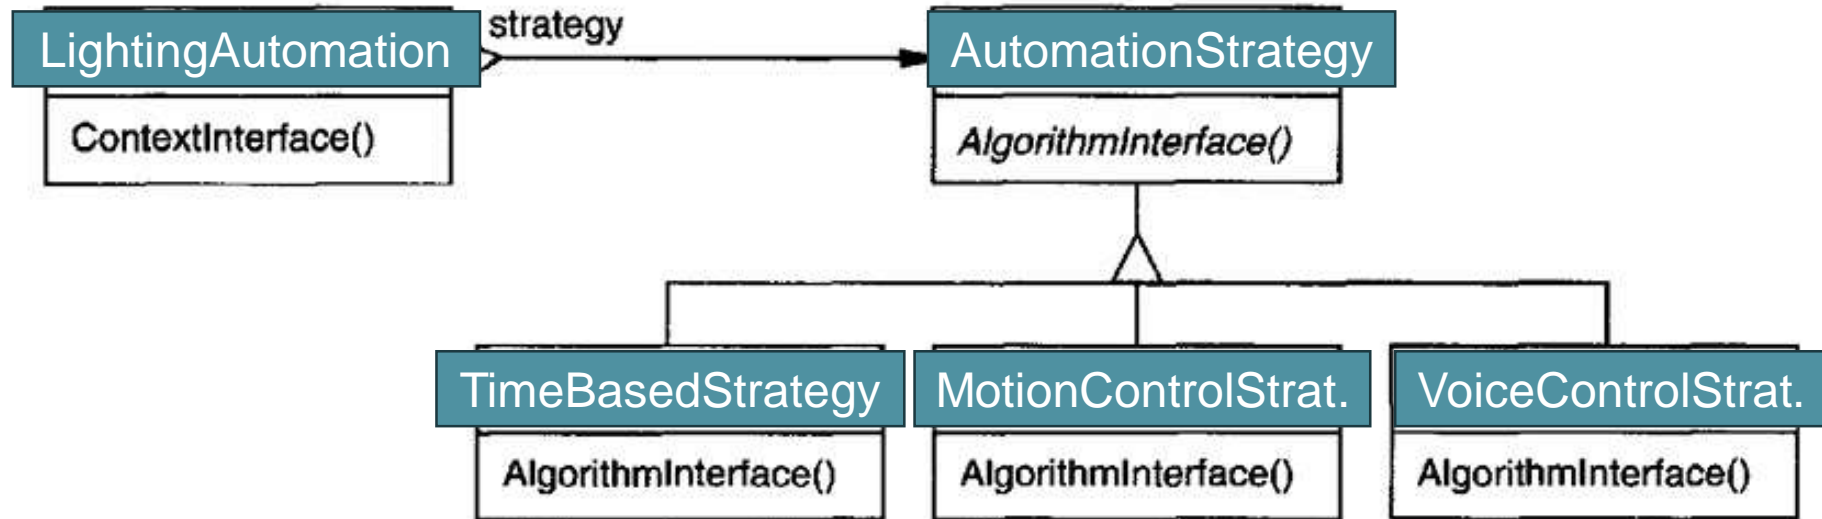 strategy
LightingAutomation
AutomationStrategy
ContextInterface()
AlgorithmInterface()
TimeBasedStrategy
MotionControlStrat.
VoiceControlStrat.
AlgorithmInterface()
AlgorithmInterface()
AlgorithmInterface()